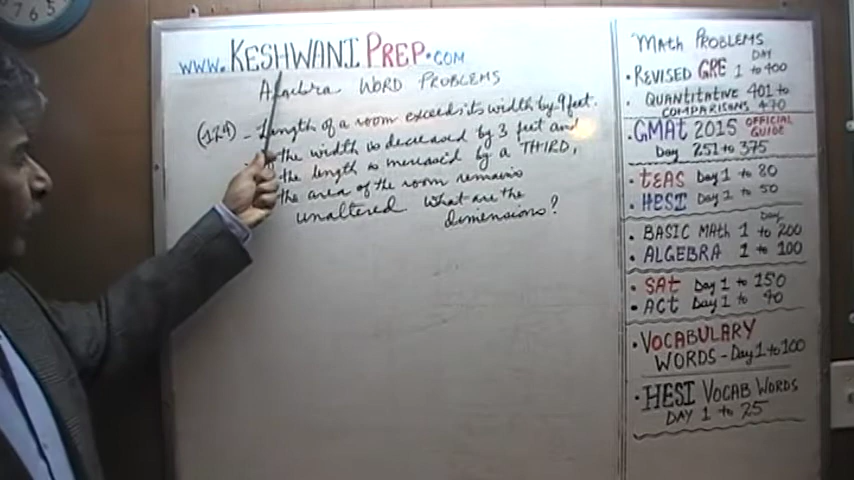 7 6 5
www.KESHWANI PREP.COM
Algebra WORD PROBLEMS
(129) - Length of a room exceeds its width by 9 feet.
the width is decreased by 3 feet and
the length is increased by a THIRD,
the area of the room remains
unaltered. What are the
dimensions?
MATH PROBLEMS
DAY
• REVISED GRE 1 to 400
• QUANTITATIVE 401 to
COMPARISONS 470
• GMAT 2015 OFFICIAL
GUIDE
Day 251 to 375
• TEAS Day 1 to 80
• HESI Day 1 to 50
Day
• BASIC MATH 1 to 200
• ALGEBRA 1 to 100
• SAT Day 1 to 150
• ACT Day 1 to 90
• VOCABULARY
WORDS - Day 1 to 100
• HESI VOCAB WORDS
DAY 1 to 25